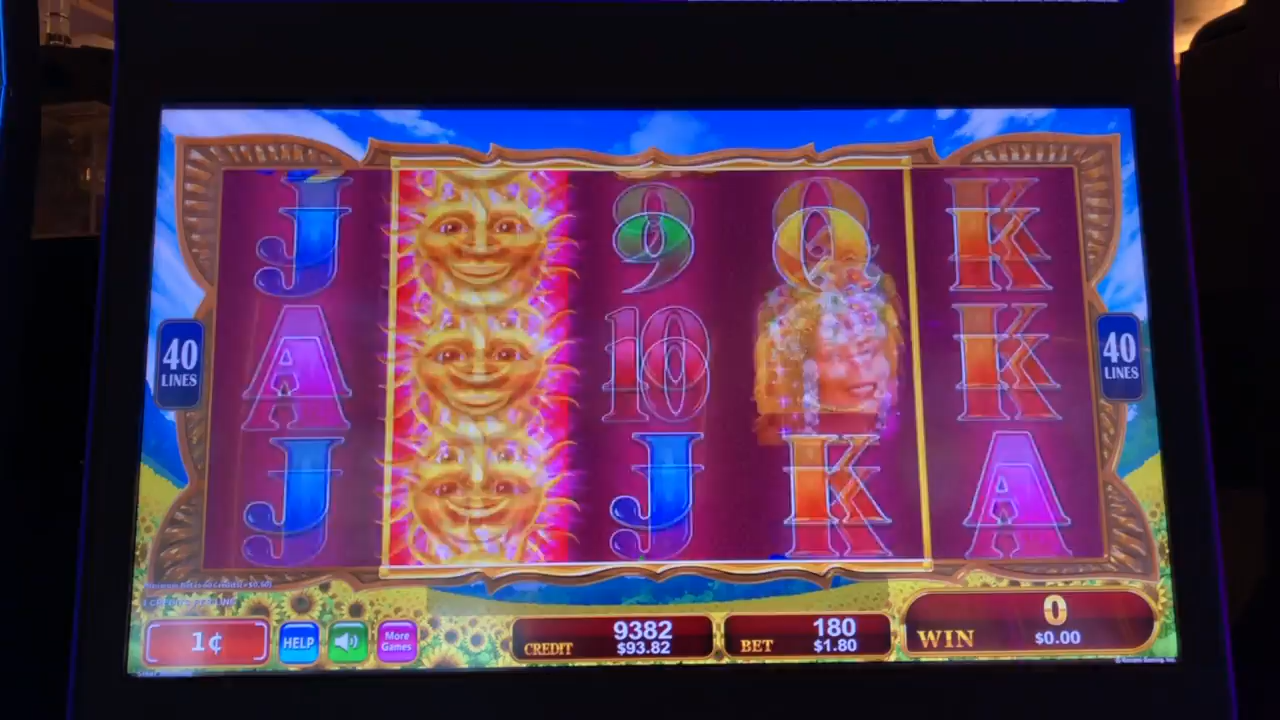 J 9 Q K
40 LINES
A 10 K
40 LINES
J J K A
1¢
HELP
More Games
CREDIT 9382 $93.82
BET 180 $1.80
WIN 0 $0.00